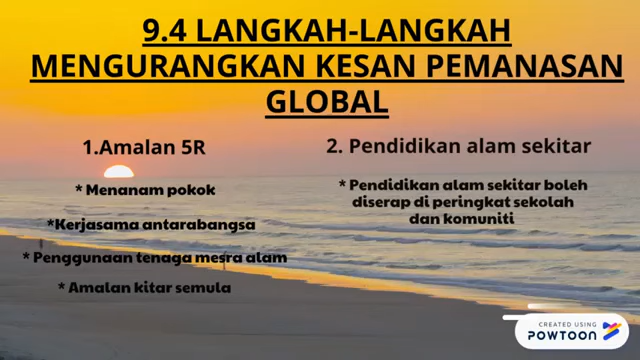 9.4 LANGKAH-LANGKAH
MENGURANGKAN KESAN PEMANASAN
GLOBAL
1.Amalan 5R
* Menanam pokok
*Kerjasama antarabangsa
* Penggunaan tenaga mesra alam
* Amalan kitar semula
2. Pendidikan alam sekitar
* Pendidikan alam sekitar boleh
diserap di peringkat sekolah
dan komuniti
CREATED USING
POWTOON